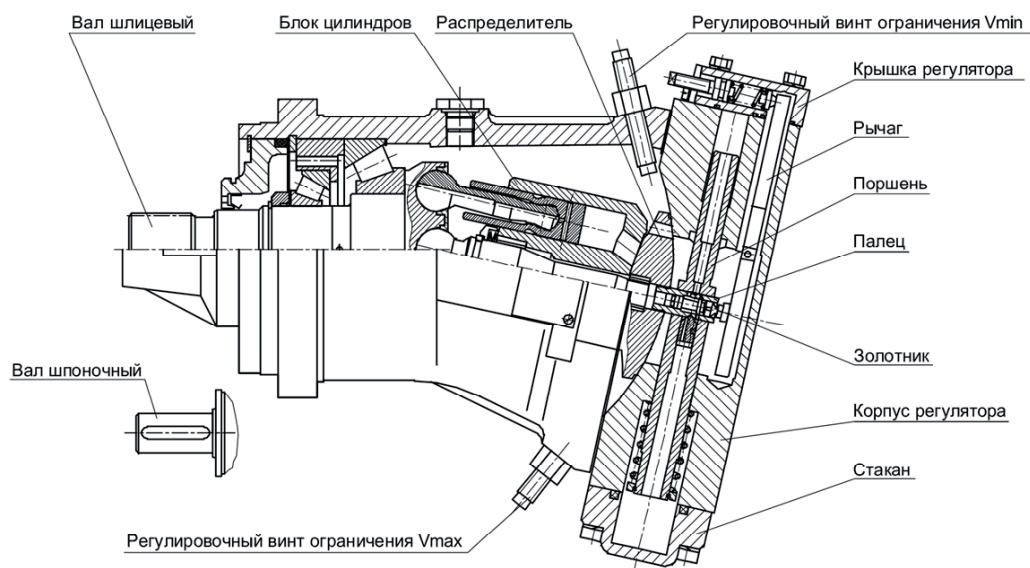 Вал шлицевый
Блок цилиндров
Распределитель
Регулировочный винт ограничения Vmin
Крышка регулятора
Рычаг
Поршень
Палец
Золотник
Вал шпоночный
Корпус регулятора
Стакан
Регулировочный винт ограничения Vmax